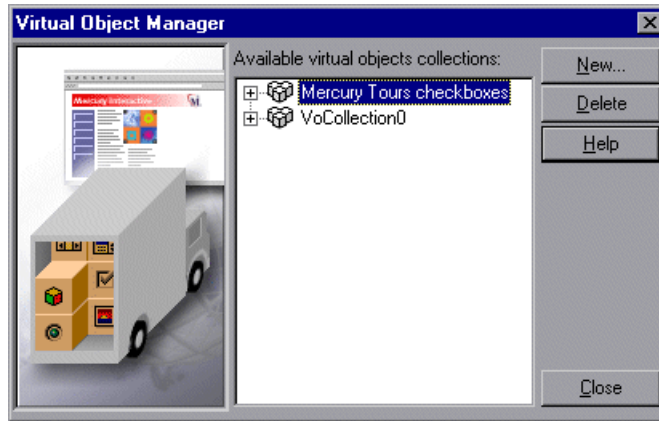 Virtual Object Manager
Available virtual objects collections:
Mercury Tours checkboxes
VoCollection0
New...
Delete
Help
Close
Mercury Interactive
M.